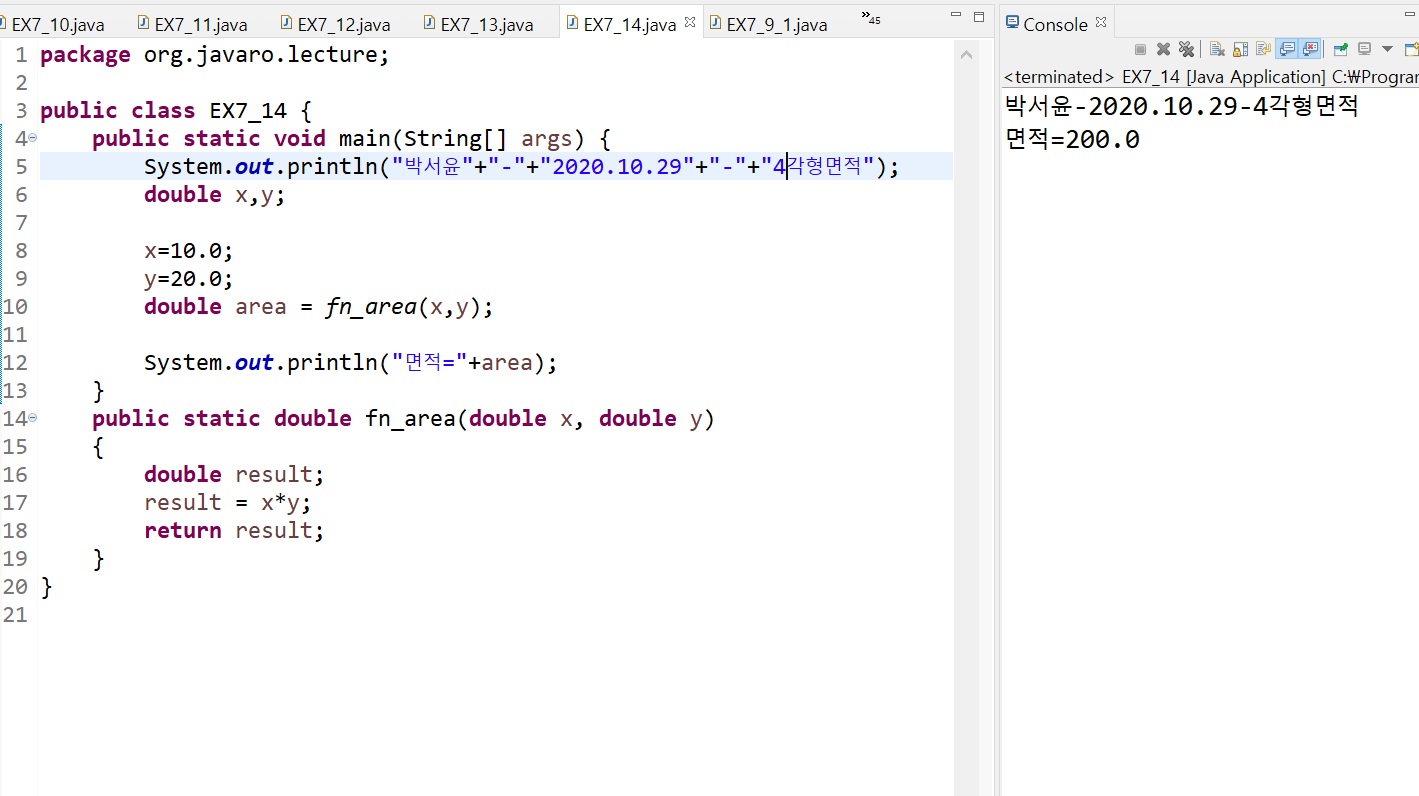 EX7_10.java EX7_11.java EX7_12.java EX7_13.java EX7_14.java EX7_9_1.java »45
1 package org.javaro.lecture;
2
3 public class EX7_14 {
4 public static void main(String[] args) {
5 System.out.println("박서윤"+"-"+"2020.10.29"+"-"+"4각형면적");
6 double x,y;
7
8 x=10.0;
9 y=20.0;
10 double area = fn_area(x,y);
11
12 System.out.println("면적="+area);
13 }
14 public static double fn_area(double x, double y)
15 {
16 double result;
17 result = x*y;
18 return result;
19 }
20 }
21
Console
<terminated> EX7_14 [Java Application] C:₩Program
박서윤-2020.10.29-4각형면적
면적=200.0